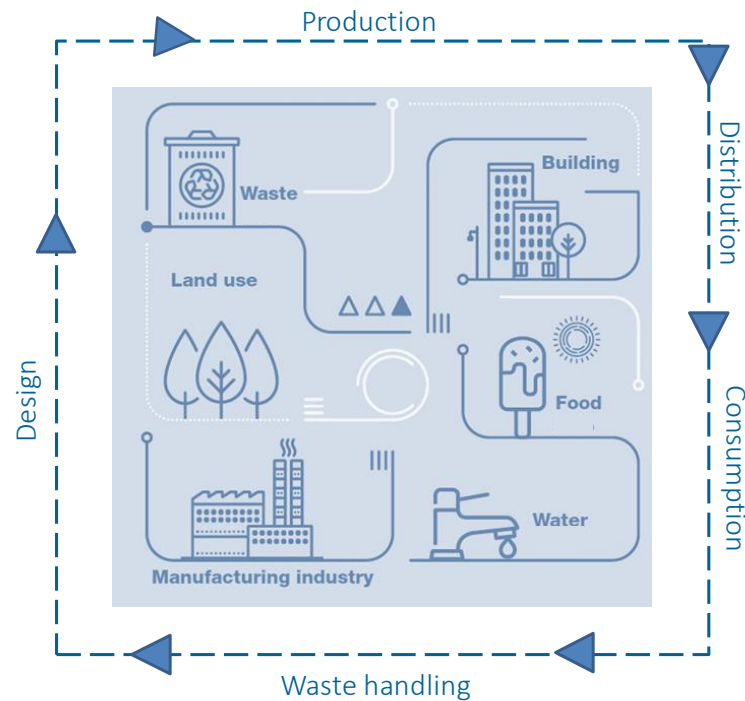 Production
Distribution
Building
Waste
Land use
Design
Food
Consumption
Water
Manufacturing industry
Waste handling